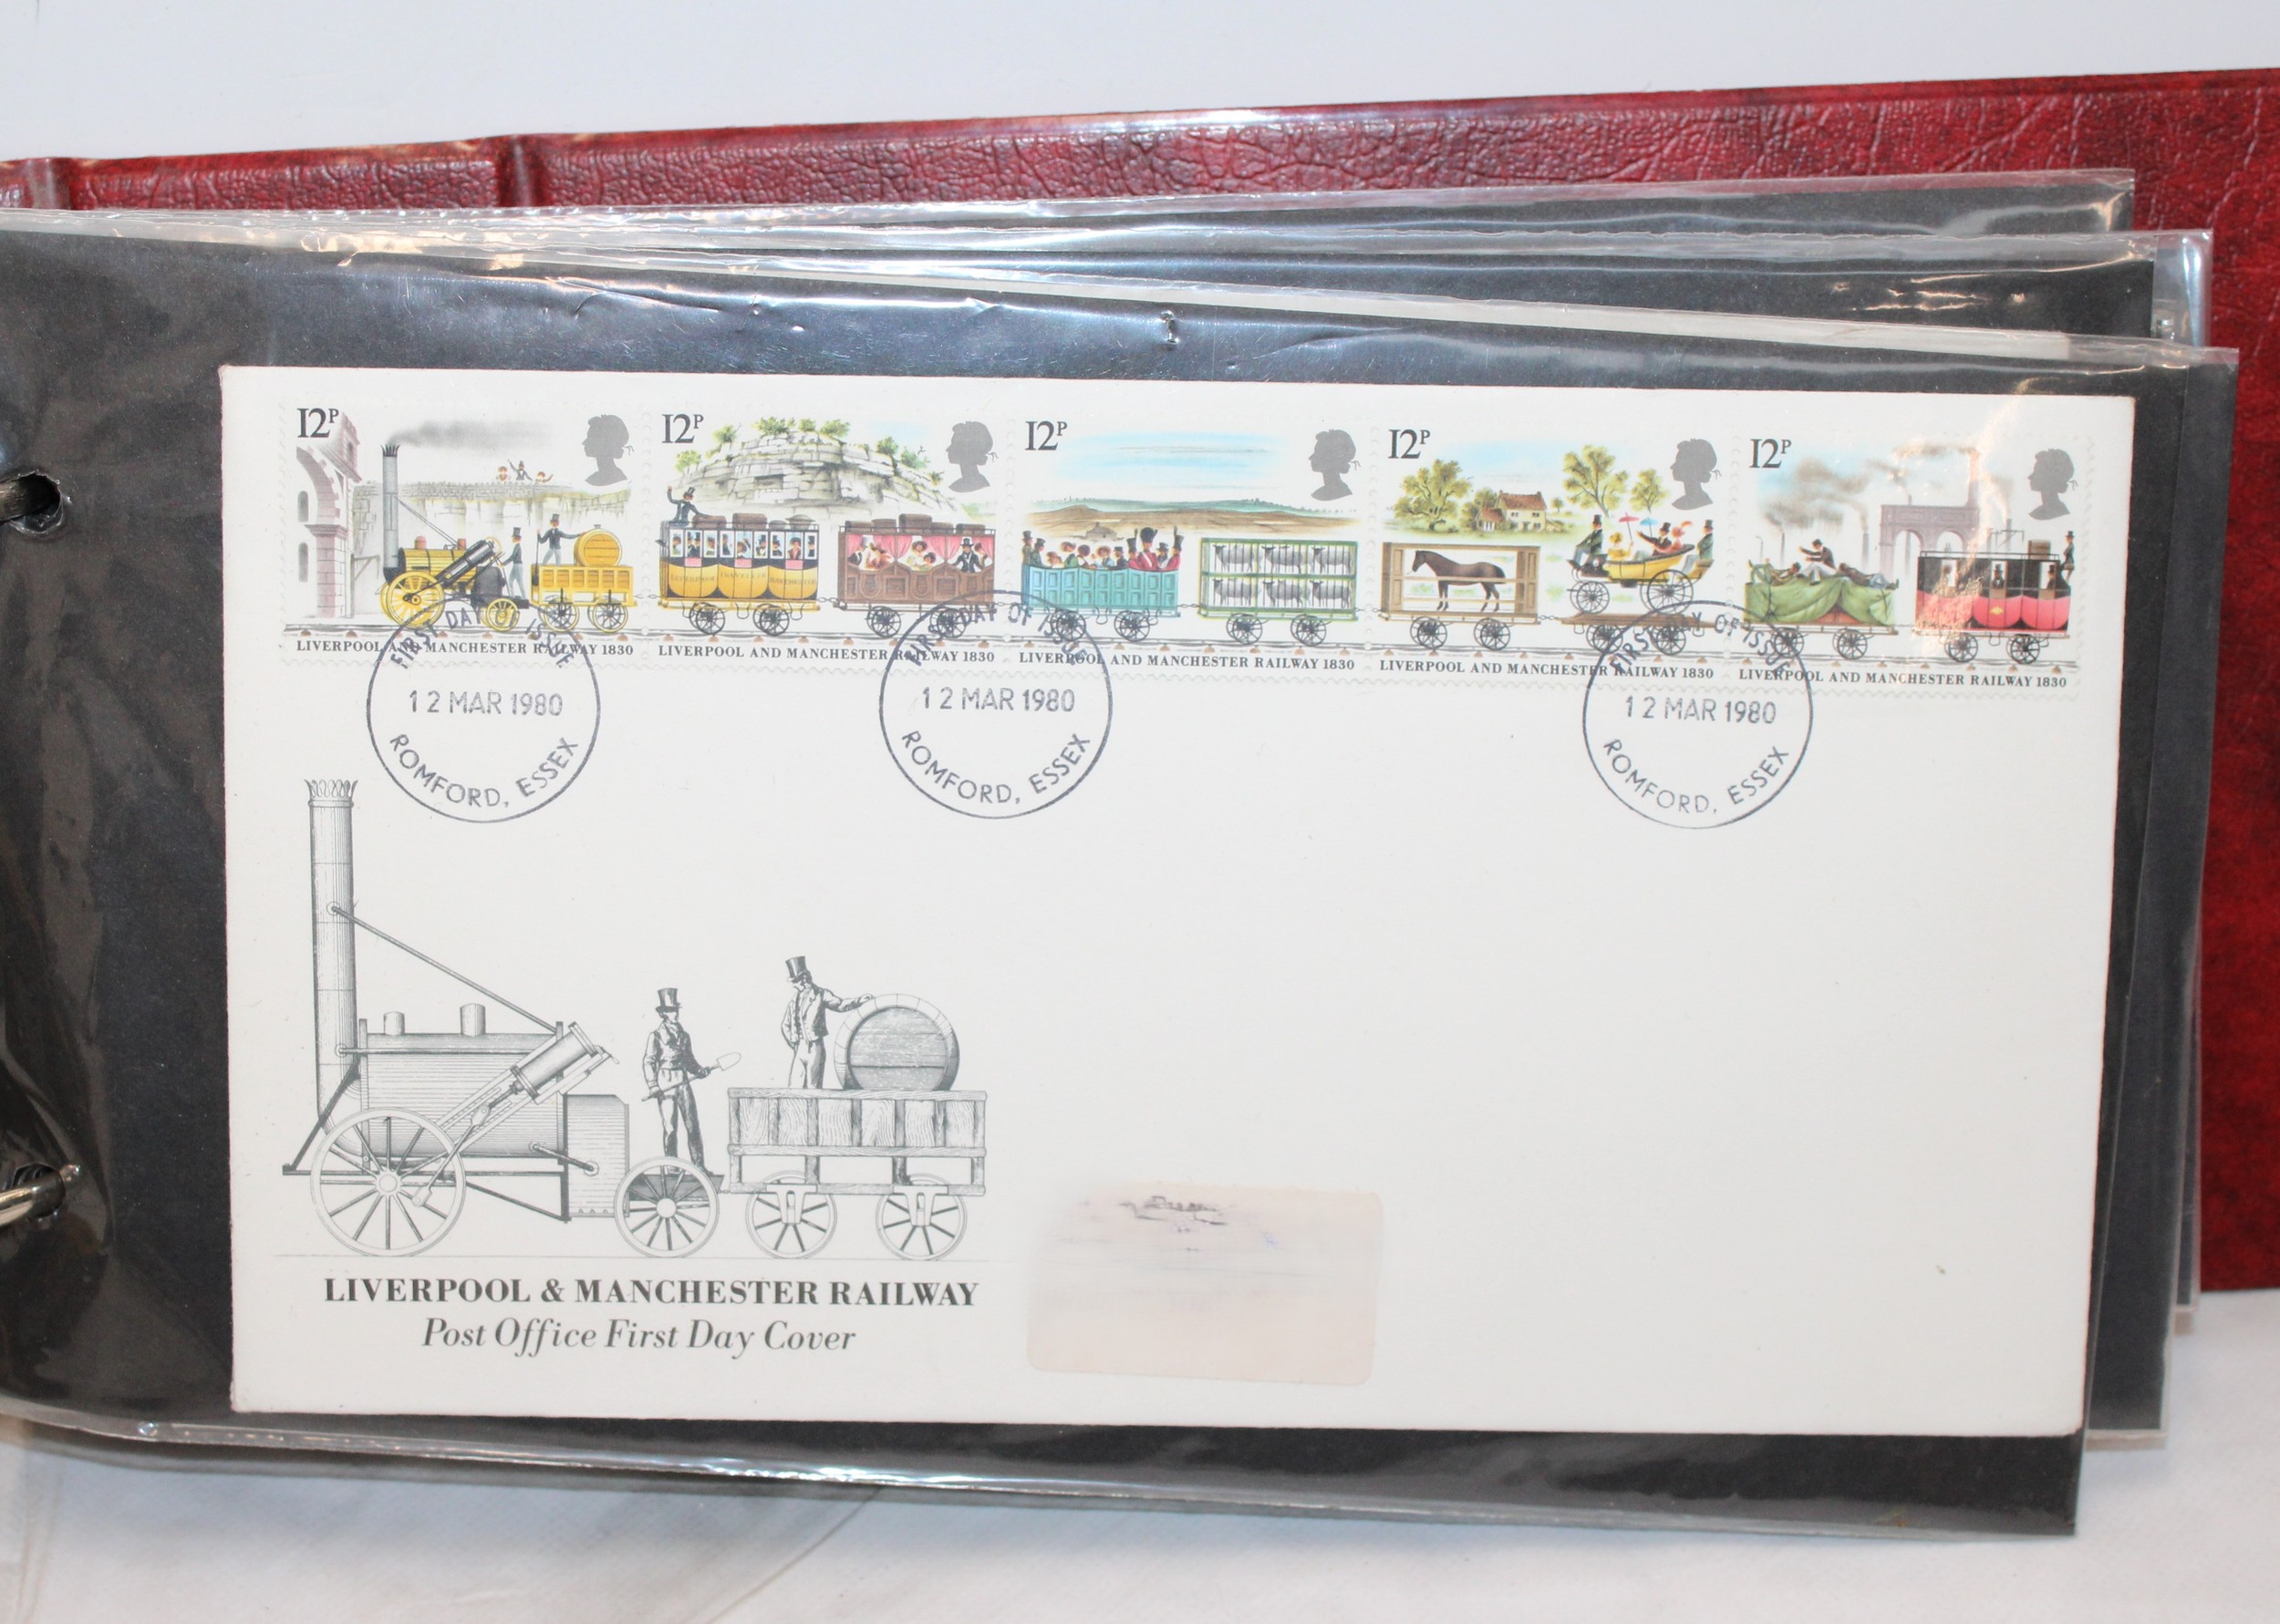 12P 12P 12P 12P 12P
LIVERPOOL TRAVELLER MANCHESTER
LIVERPOOL AND MANCHESTER RAILWAY 1830 LIVERPOOL AND MANCHESTER RAILWAY 1830 LIVERPOOL AND MANCHESTER RAILWAY 1830 LIVERPOOL AND MANCHESTER RAILWAY 1830 LIVERPOOL AND MANCHESTER RAILWAY 1830
FIRST DAY OF ISSUE
12 MAR 1980
ROMFORD, ESSEX
FIRST DAY OF ISSUE
12 MAR 1980
ROMFORD, ESSEX
FIRST DAY OF ISSUE
12 MAR 1980
ROMFORD, ESSEX
LIVERPOOL & MANCHESTER RAILWAY
Post Office First Day Cover